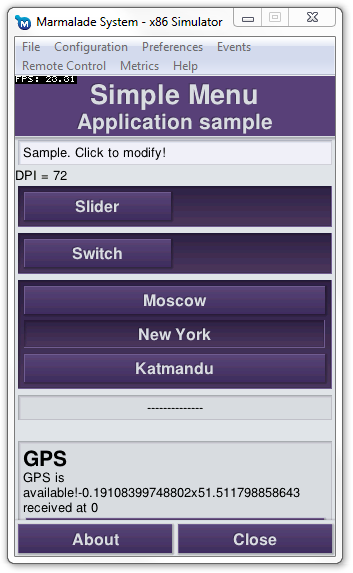 Marmalade System - x86 Simulator
File Configuration Preferences Events
Remote Control Metrics Help
FPS: 23.31
Simple Menu
Application sample
Sample. Click to modify!
DPI = 72
Slider
Switch
Moscow
New York
Katmandu
--------------
GPS
GPS is
available!-0.19108399748802x51.511798858643
received at 0
About Close